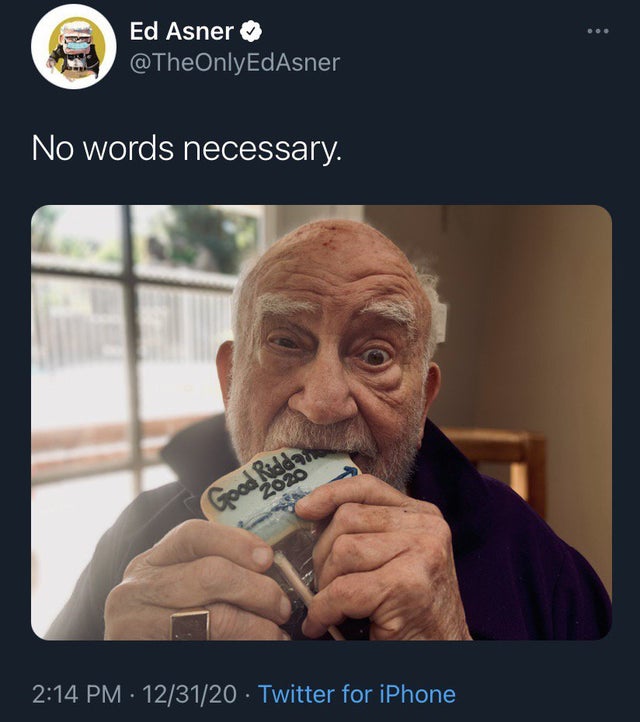 Ed Asner
@TheOnlyEdAsner
No words necessary.
Good Riddan
2020
2:14 PM · 12/31/20 · Twitter for iPhone